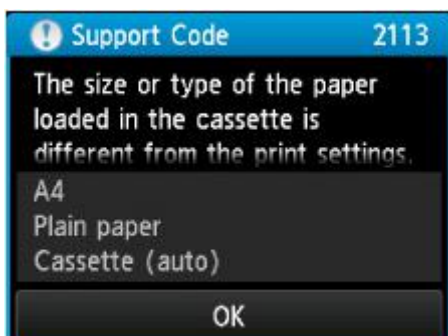 Support Code 2113
The size or type of the paper
loaded in the cassette is
different from the print settings.
A4
Plain paper
Cassette (auto)
OK